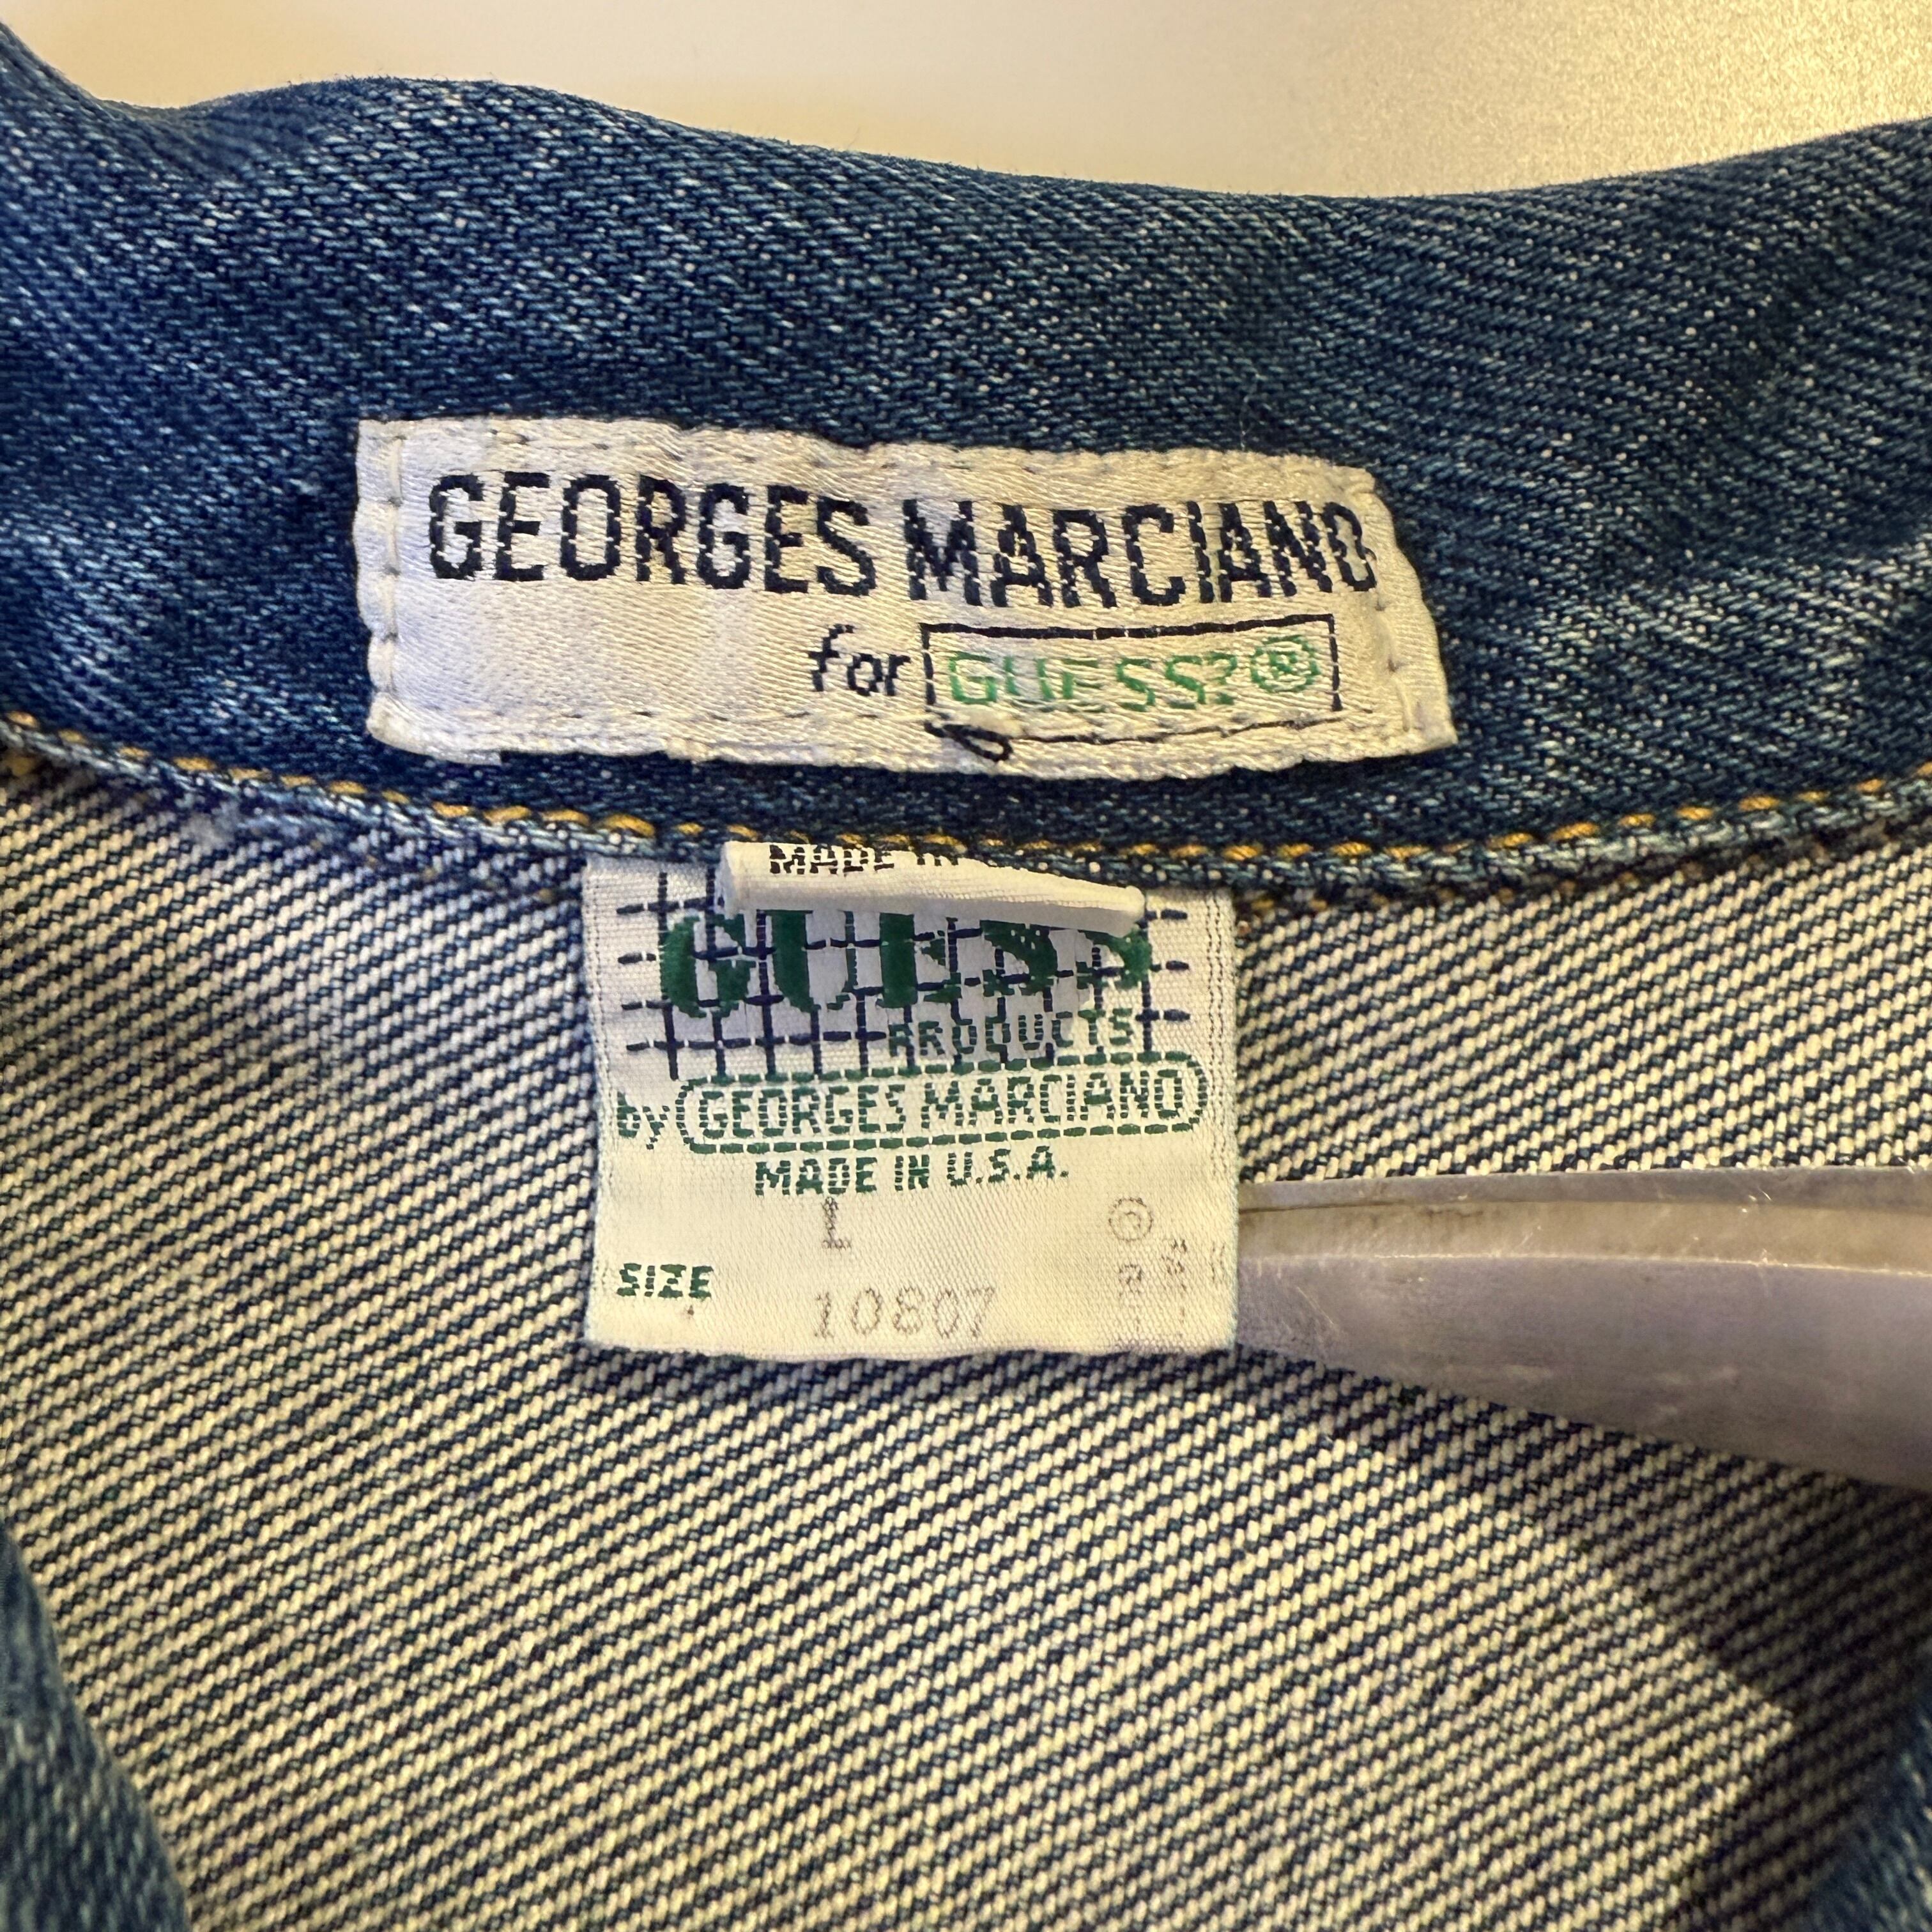 GEORGES MARCIANO
for GUESS?®
MADE IN
GUESS
PRODUCTS
by GEORGES MARCIANO
MADE IN U.S.A.
L ©
SIZE
10807